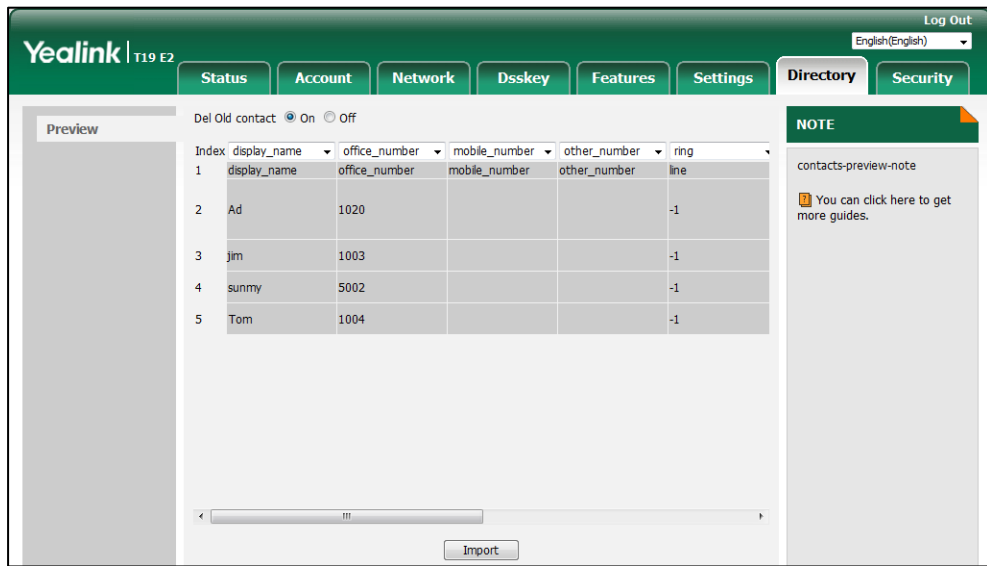 Log Out
Yealink T19 E2
English(English)
Status Account Network Dsskey Features Settings Directory Security
Preview
Del Old contact On Off
NOTE
Index display_name office_number mobile_number other_number ring
1 display_name office_number mobile_number other_number line
contacts-preview-note
2 Ad 1020 -1
You can click here to get
more guides.
3 jim 1003 -1
4 sunmy 5002 -1
5 Tom 1004 -1
Import